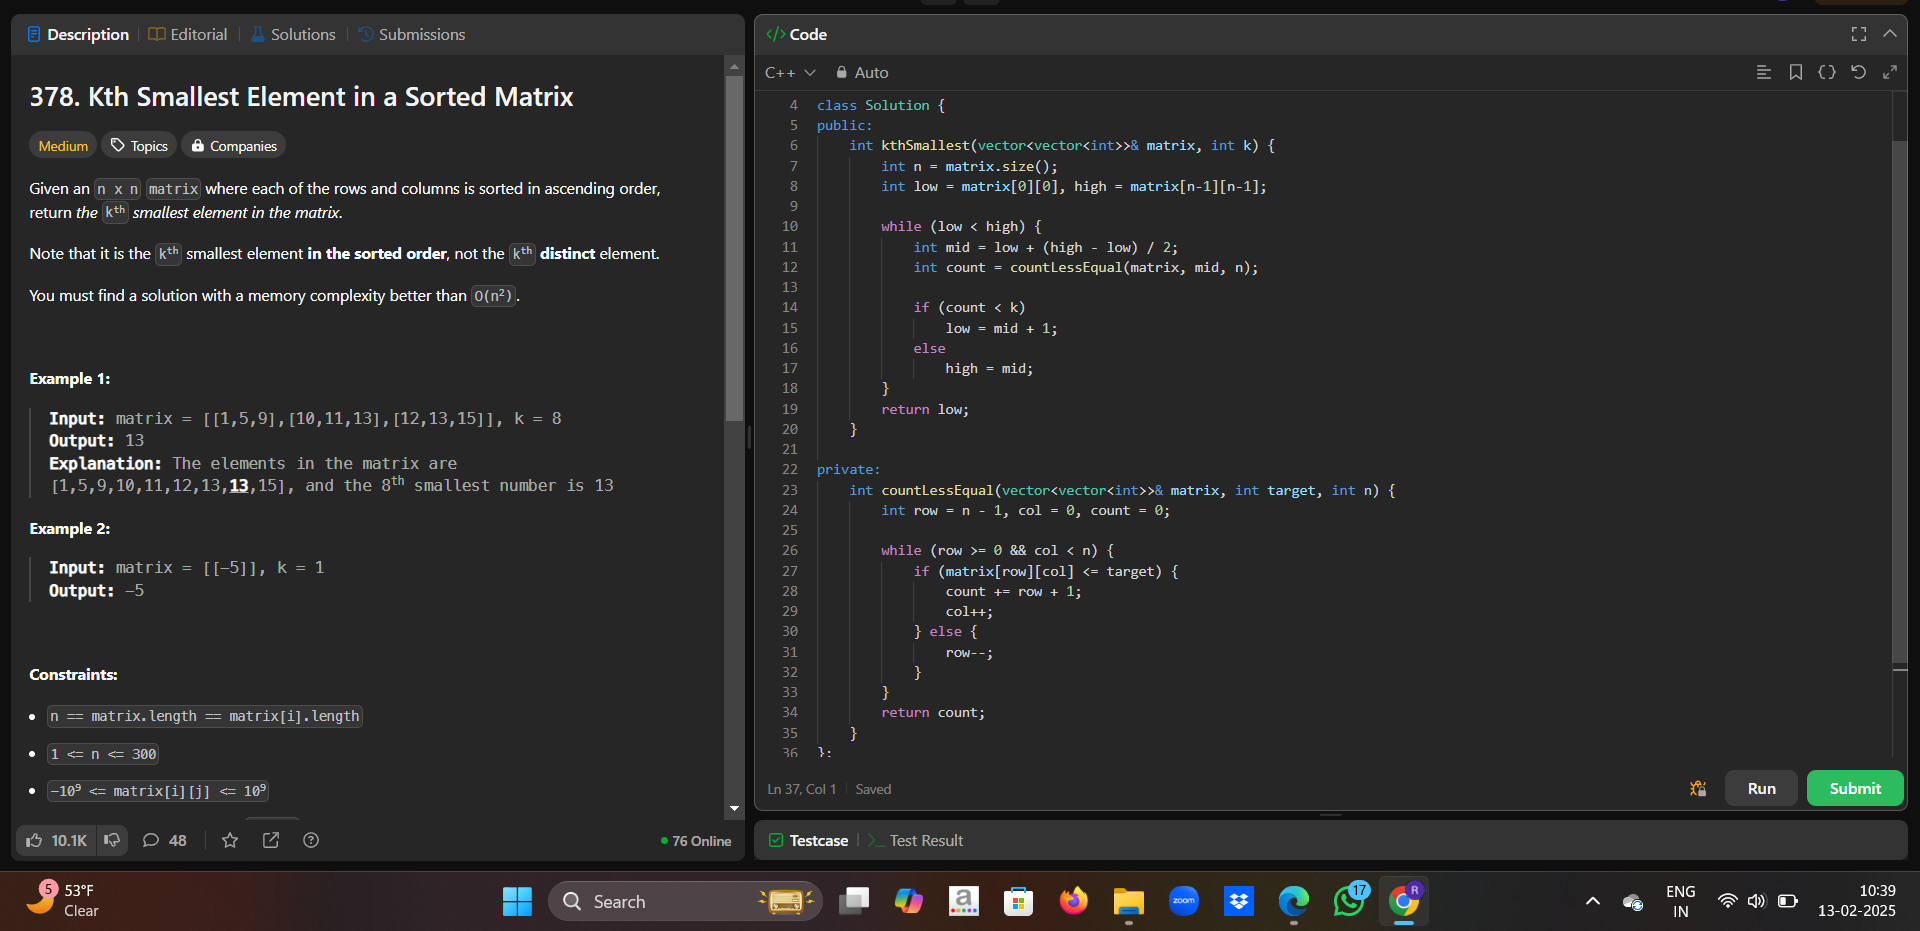 Description
Editorial
Solutions
Submissions
378. Kth Smallest Element in a Sorted Matrix
Medium
Topics
Companies
Given an n x n matrix where each of the rows and columns is sorted in ascending order,
return the kth smallest element in the matrix.
Note that it is the kth smallest element in the sorted order, not the kth distinct element.
You must find a solution with a memory complexity better than O(n²).
Example 1:
Input: matrix = [[1,5,9],[10,11,13],[12,13,15]], k = 8
Output: 13
Explanation: The elements in the matrix are
[1,5,9,10,11,12,13,13,15], and the 8th smallest number is 13
Example 2:
Input: matrix = [[-5]], k = 1
Output: -5
Constraints:
n == matrix.length == matrix[i].length
1 <= n <= 300
-10⁹ <= matrix[i][j] <= 10⁹
10.1K
48
76 Online
</> Code
C++
Auto
4 class Solution {
5 public:
6     int kthSmallest(vector<vector<int>>& matrix, int k) {
7         int n = matrix.size();
8         int low = matrix[0][0], high = matrix[n-1][n-1];
9
10         while (low < high) {
11             int mid = low + (high - low) / 2;
12             int count = countLessEqual(matrix, mid, n);
13
14             if (count < k)
15                 low = mid + 1;
16             else
17                 high = mid;
18         }
19         return low;
20     }
21
22 private:
23     int countLessEqual(vector<vector<int>>& matrix, int target, int n) {
24         int row = n - 1, col = 0, count = 0;
25
26         while (row >= 0 && col < n) {
27             if (matrix[row][col] <= target) {
28                 count += row + 1;
29                 col++;
30             } else {
31                 row--;
32             }
33         }
34         return count;
35     }
36 };
Ln 37, Col 1
Saved
Run
Submit
Testcase
Test Result
5
53°F
Clear
Search
a
zoom
17
R
ENG
IN
10:39
13-02-2025